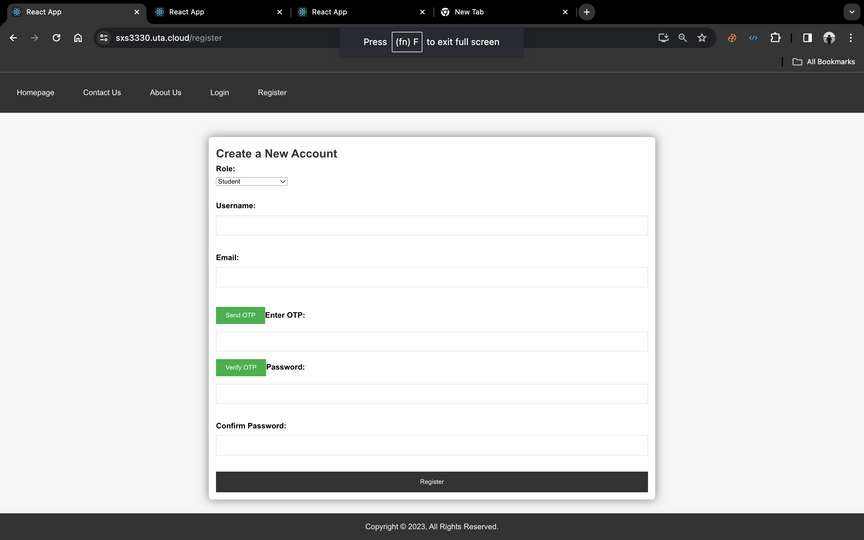 React App
React App
React App
New Tab
sxs3330.uta.cloud/register
Press (fn) F to exit full screen
All Bookmarks
Homepage Contact Us About Us Login Register
Create a New Account
Role:
Student
Username:
Email:
Send OTP Enter OTP:
Verify OTP Password:
Confirm Password:
Register
Copyright © 2023, All Rights Reserved.